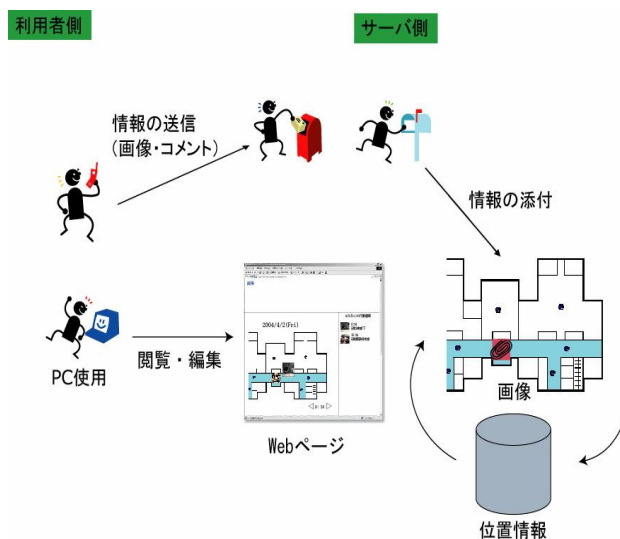 利用者側
サーバ側
情報の送信
(画像・コメント)
情報の添付
2004/4/2(Fri)
PC使用
閲覧・編集
画像
Webページ
位置情報